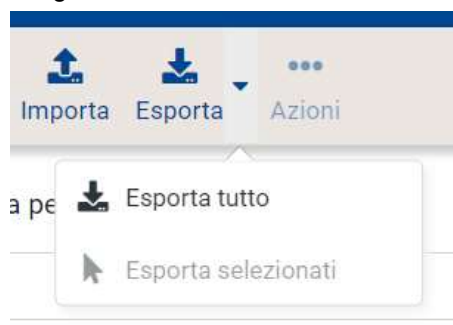 Importa Esporta Azioni
Esporta tutto
a pe
Esporta selezionati